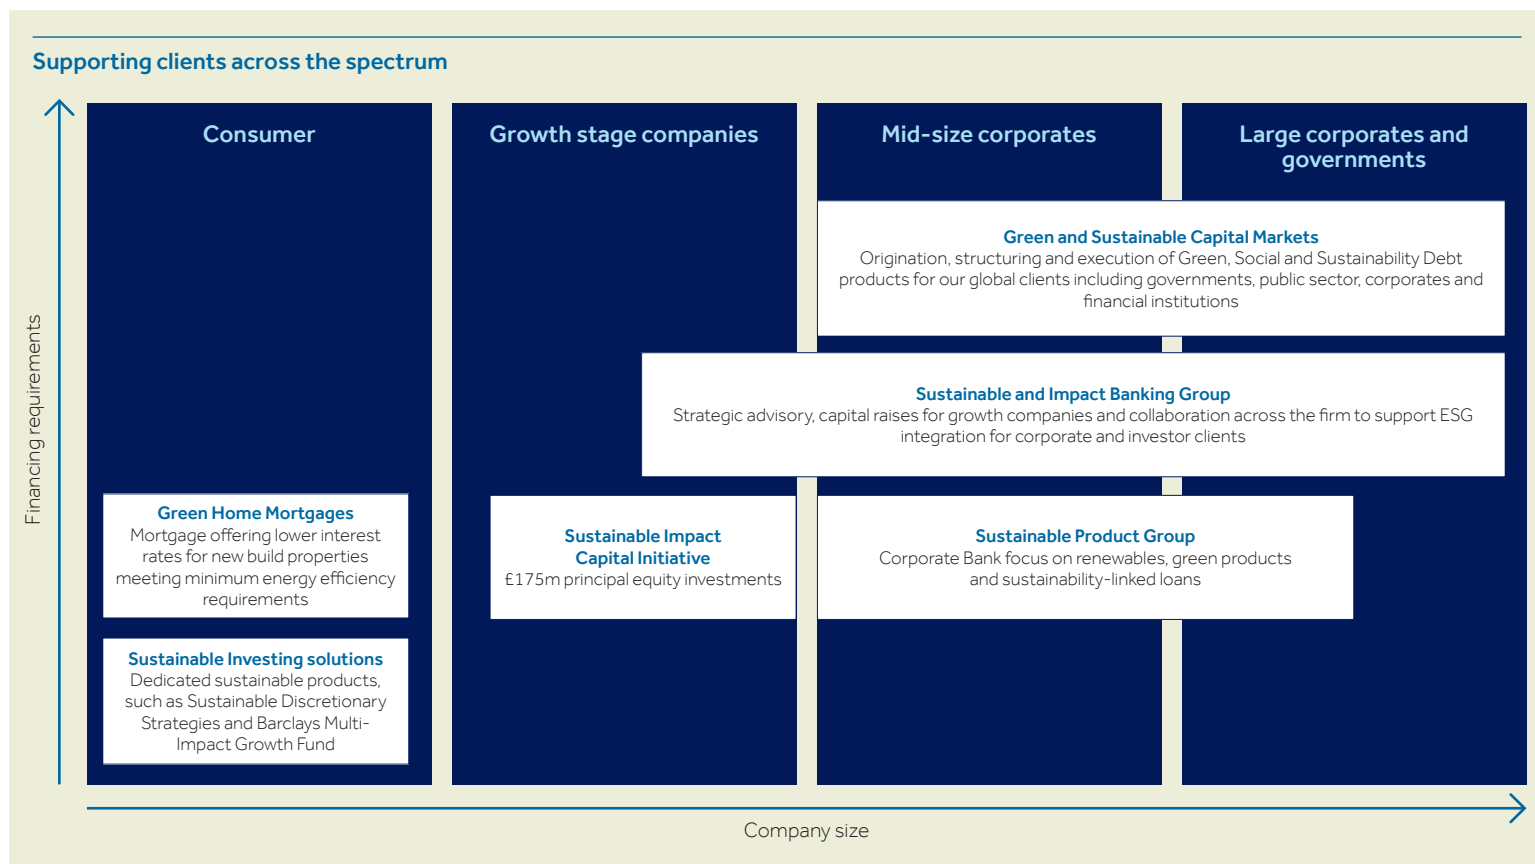 Supporting clients across the spectrum
Financing requirements
Consumer
Growth stage companies
Mid-size corporates
Large corporates and
governments
Green and Sustainable Capital Markets
Origination, structuring and execution of Green, Social and Sustainability Debt
products for our global clients including governments, public sector, corporates and
financial institutions
Sustainable and Impact Banking Group
Strategic advisory, capital raises for growth companies and collaboration across the firm to support ESG
integration for corporate and investor clients
Green Home Mortgages
Mortgage offering lower interest
rates for new build properties
meeting minimum energy efficiency
requirements
Sustainable Impact
Capital Initiative
£175m principal equity investments
Sustainable Product Group
Corporate Bank focus on renewables, green products
and sustainability-linked loans
Sustainable Investing solutions
Dedicated sustainable products,
such as Sustainable Discretionary
Strategies and Barclays Multi-
Impact Growth Fund
Company size